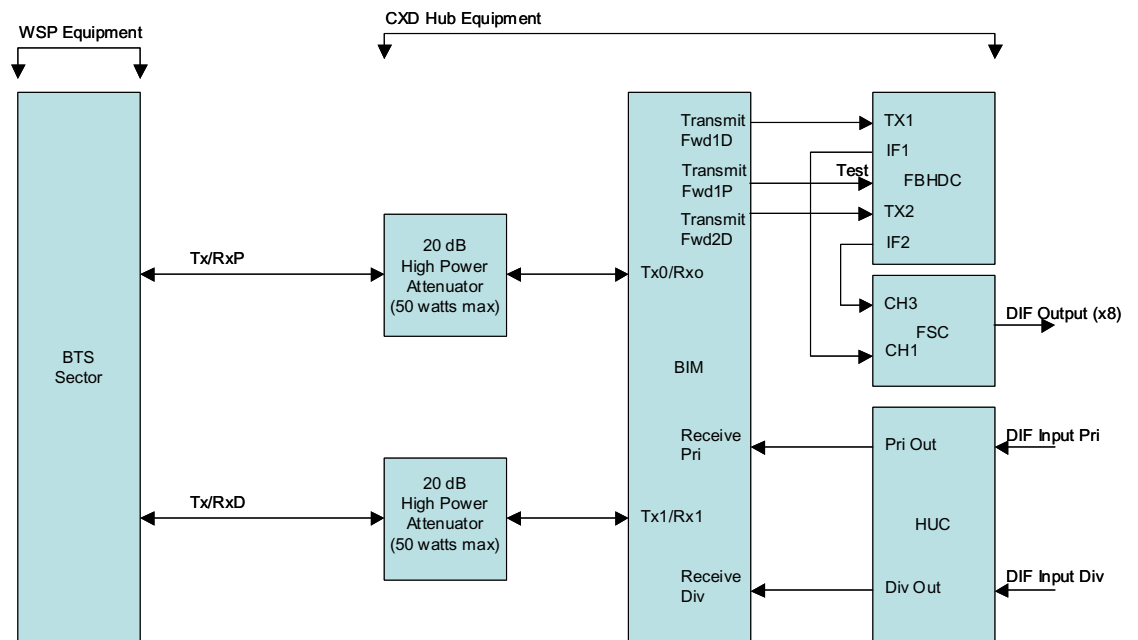 CXD Hub Equipment
WSP Equipment
BTS
Sector
Tx/RxP
Tx/RxD
20 dB
High Power
Attenuator
(50 watts max)
20 dB
High Power
Attenuator
(50 watts max)
Transmit
Fwd1D
Transmit
Fwd1P
Transmit
Fwd2D
Tx0/Rxo
BIM
Receive
Pri
Tx1/Rx1
Receive
Div
Test
TX1
IF1
FBHDC
TX2
IF2
CH3
FSC
CH1
DIF Output (x8)
Pri Out
HUC
Div Out
DIF Input Pri
DIF Input Div